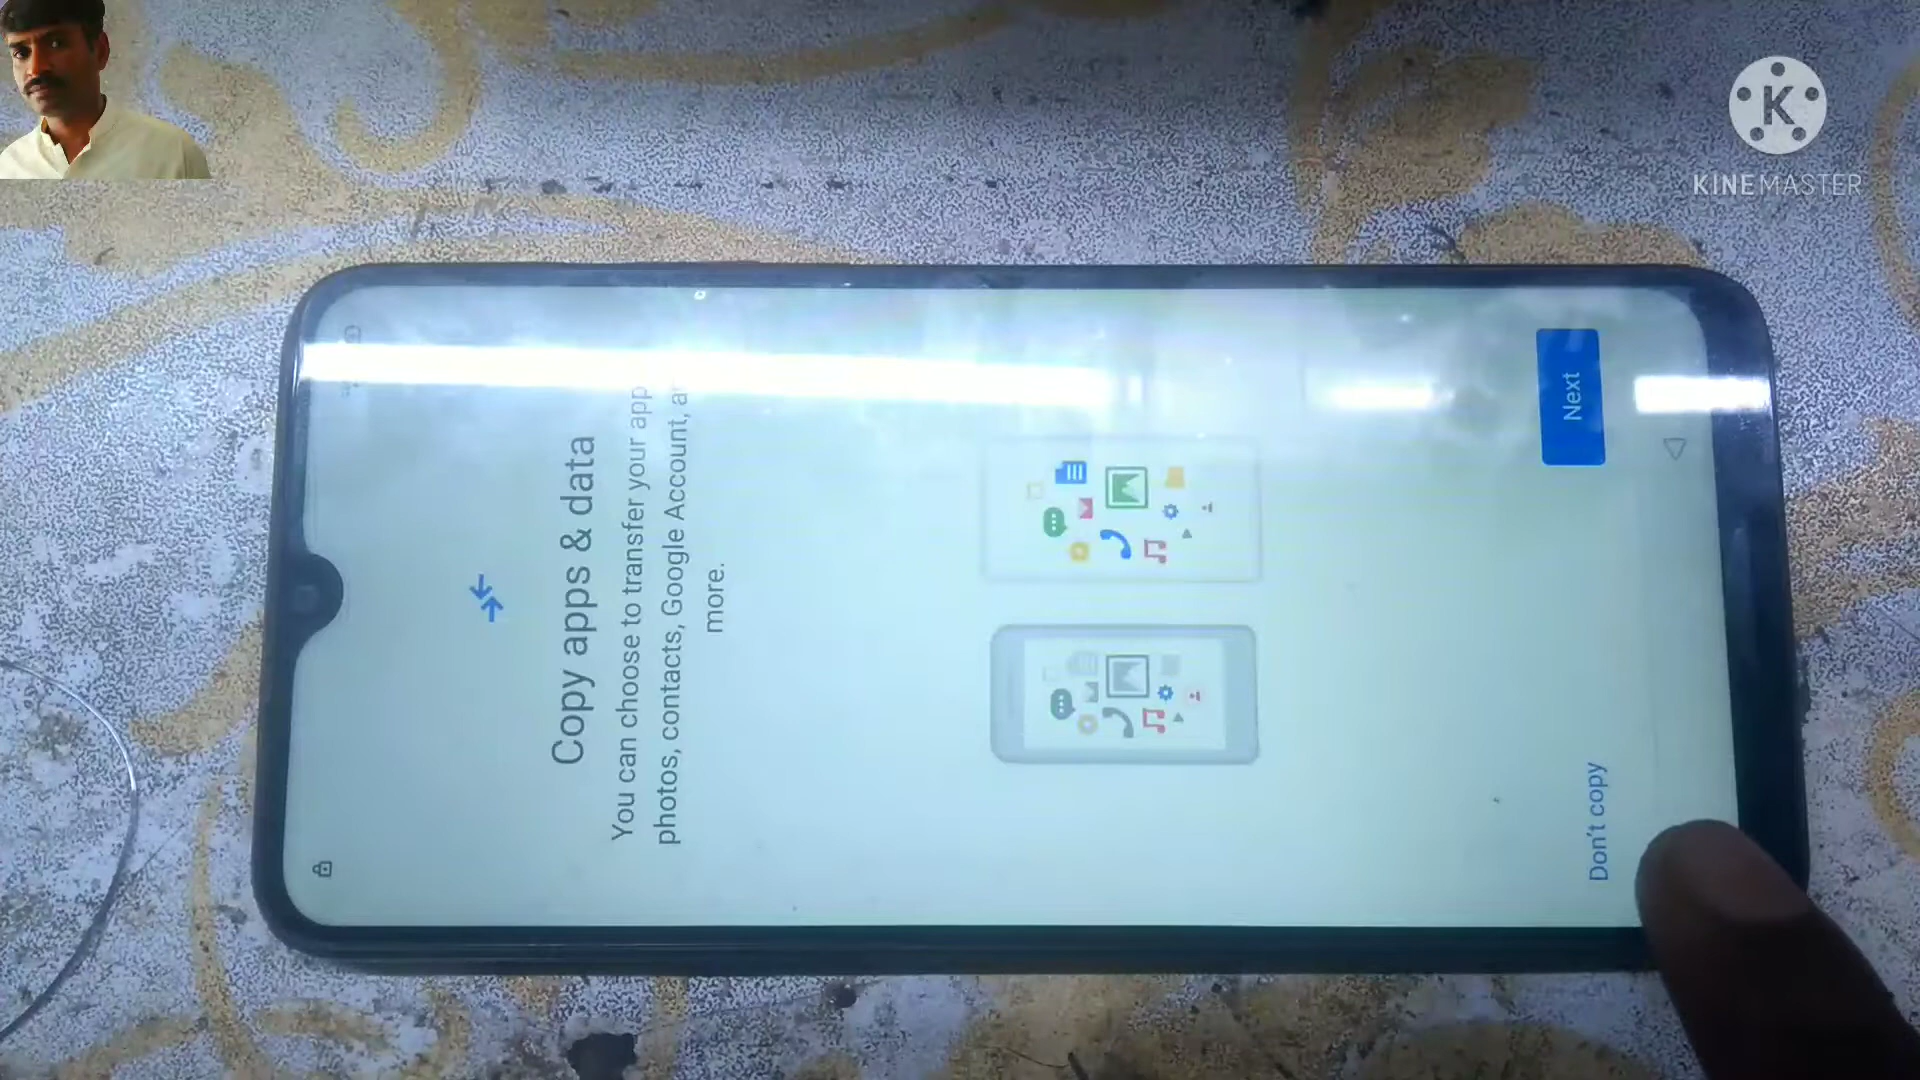 KINEMASTER
Copy apps & data
You can choose to transfer your app
photos, contacts, Google Account,
more.
Don't copy
Next